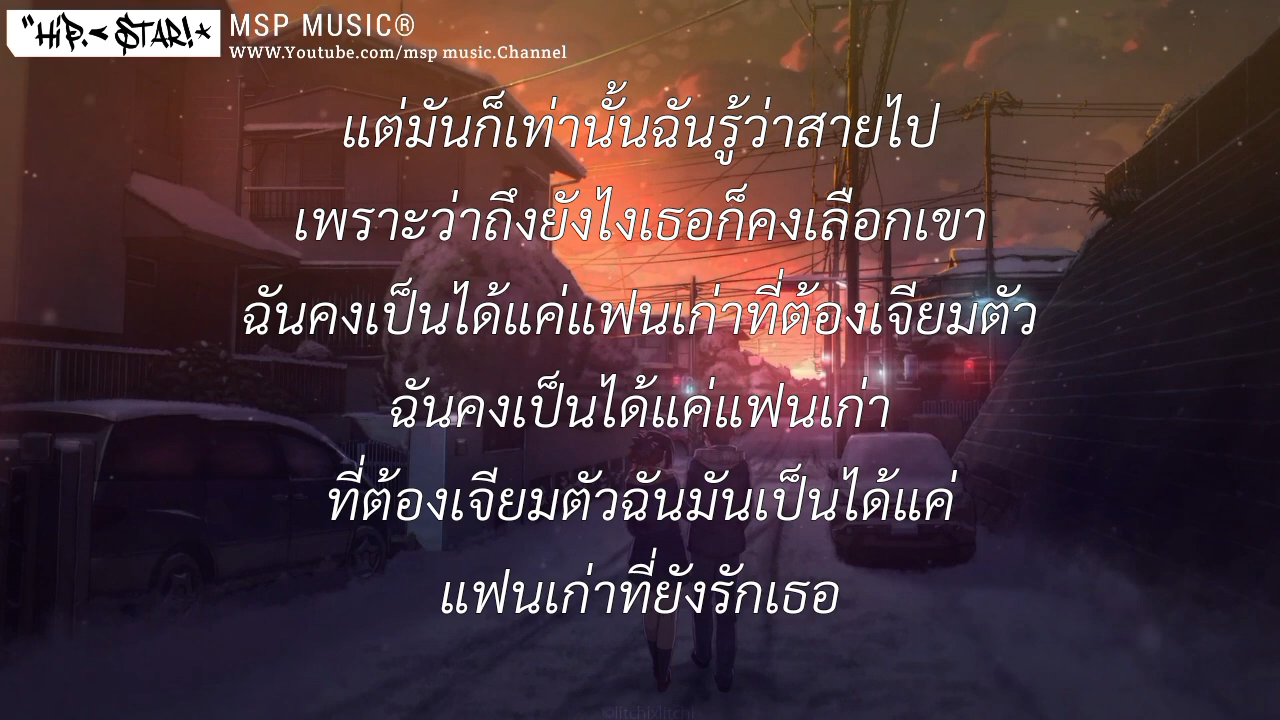 "HIP.-STAR!★
MSP MUSIC®
WWW.Youtube.com/msp music.Channel
แต่มันก็เท่านั้นฉันรู้ว่าสายไป
เพราะว่าถึงยังไงเธอก็คงเลือกเขา
ฉันคงเป็นได้แค่แฟนเก่าที่ต้องเจียมตัว
ฉันคงเป็นได้แค่แฟนเก่า
ที่ต้องเจียมตัวฉันมันเป็นได้แค่
แฟนเก่าที่ยังรักเธอ